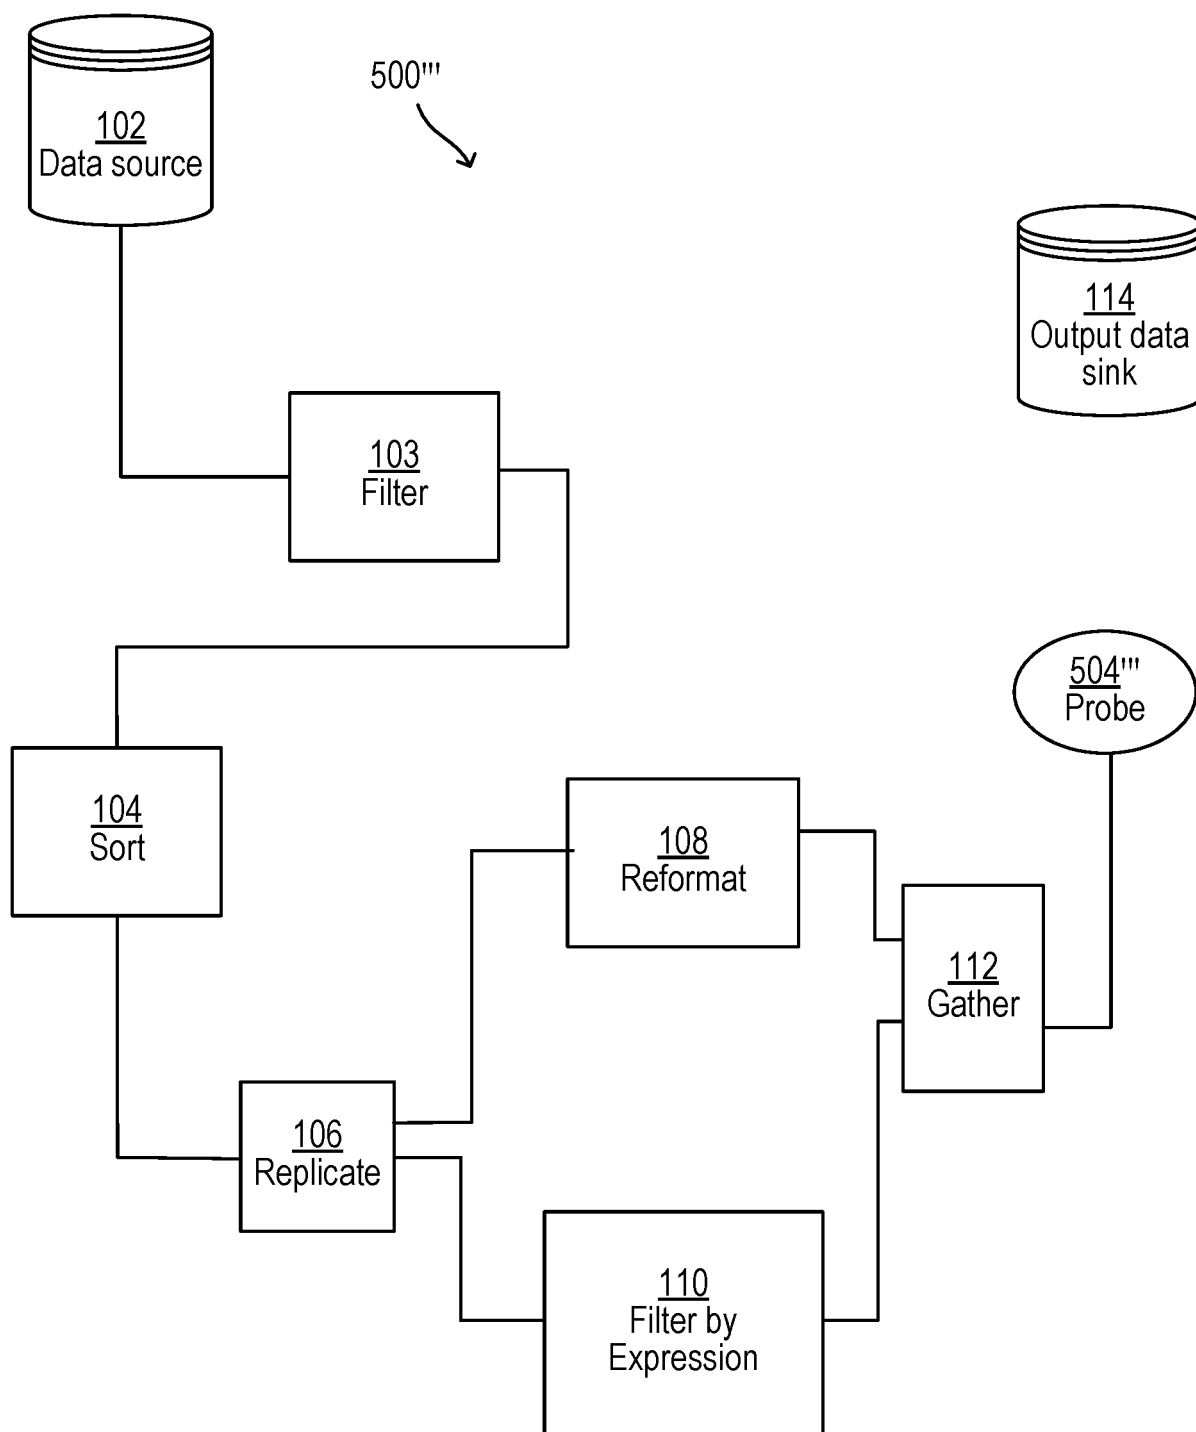 102
Data source
500'''
114
Output data
sink
103
Filter
504'''
Probe
104
Sort
108
Reformat
112
Gather
106
Replicate
110
Filter by
Expression